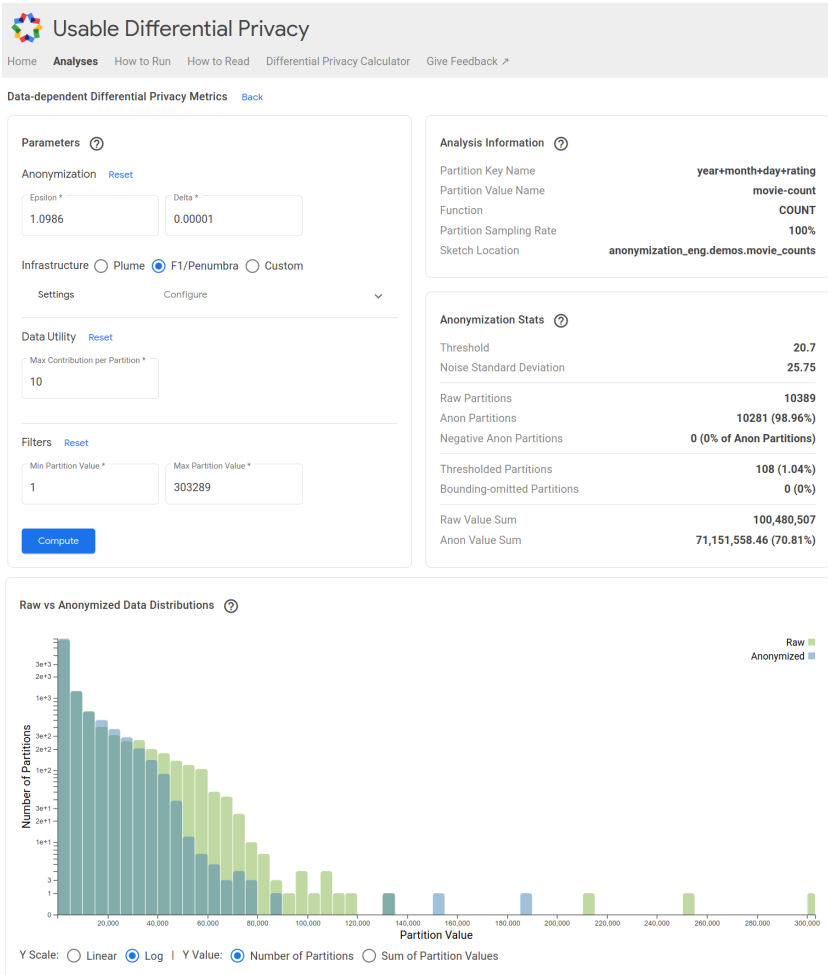 Usable Differential Privacy
Home Analyses How to Run How to Read Differential Privacy Calculator Give Feedback ↗
Data-dependent Differential Privacy Metrics Back
Parameters ?
Anonymization Reset
Epsilon * Delta *
1.0986 0.00001
Infrastructure Plume F1/Penumbra Custom
Settings Configure
Data Utility Reset
Max Contribution per Partition *
10
Filters Reset
Min Partition Value * Max Partition Value *
1 303289
Compute
Analysis Information ?
Partition Key Name year+month+day+rating
Partition Value Name movie-count
Function COUNT
Partition Sampling Rate 100%
Sketch Location anonymization_eng.demos.movie_counts
Anonymization Stats ?
Threshold 20.7
Noise Standard Deviation 25.75
Raw Partitions 10389
Anon Partitions 10281 (98.96%)
Negative Anon Partitions 0 (0% of Anon Partitions)
Thresholded Partitions 108 (1.04%)
Bounding-omitted Partitions 0 (0%)
Raw Value Sum 100,480,507
Anon Value Sum 71,151,558.46 (70.81%)
Raw vs Anonymized Data Distributions ?
Raw
Anonymized
Number of Partitions
3e+3
2e+3
1e+3
3e+2
2e+2
1e+2
3e+1
2e+1
1e+1
3
1
0
20,000 40,000 60,000 80,000 100,000 120,000 140,000 160,000 180,000 200,000 220,000 240,000 260,000 280,000 300,000
Partition Value
Y Scale: Linear Log | Y Value: Number of Partitions Sum of Partition Values